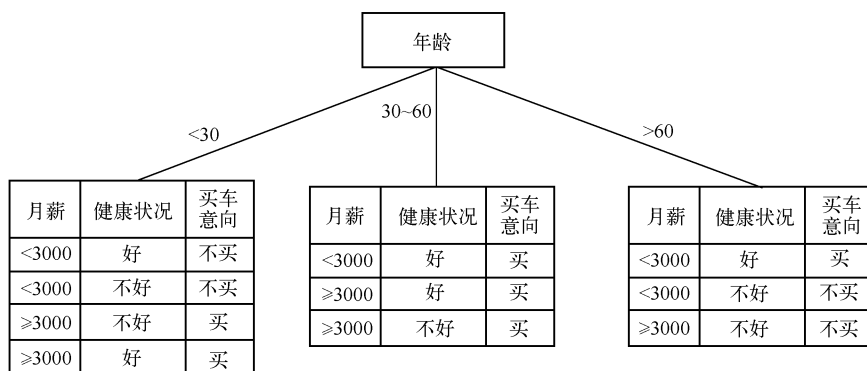 年龄
<30
30~60
>60
月薪 健康状况 买车意向
<3000 好 不买
<3000 不好 不买
≥3000 不好 买
≥3000 好 买
月薪 健康状况 买车意向
<3000 好 买
≥3000 好 买
≥3000 不好 买
月薪 健康状况 买车意向
<3000 好 买
<3000 不好 不买
≥3000 不好 不买